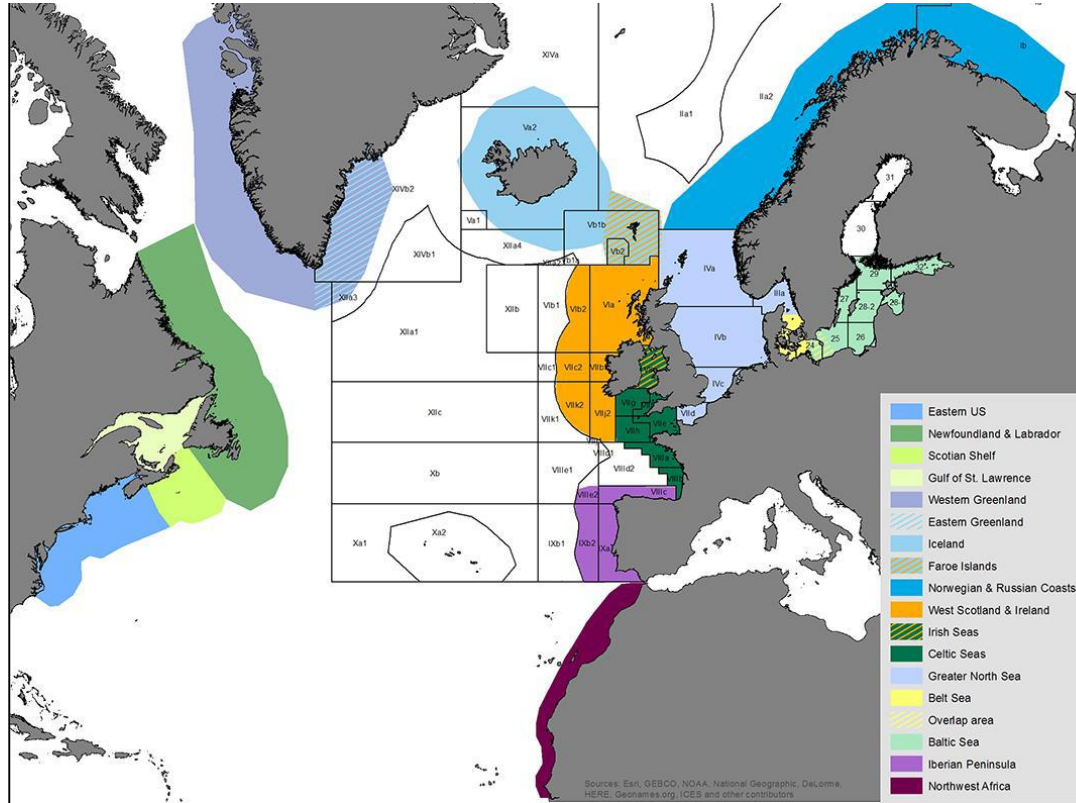 Ib
XIVa
IIa2
IIa1
Va2
31
XIVb2
Va1
Vb1b
30
XIIa4
Vb2
XIVb1
IVa
29
32
XIIa3
XIIb
VIb1
VIb2
VIa
IIIa
27
28-2
XIIa1
IVb
24
25
26
VIIc1
VIIc2
VIIb
IVc
XIIc
VIIk1
VIIk2
VIIj2
VIIg
VIIe
VIId
VIIh
Xb
VIIIe1
VIIId1
VIIId2
VIIIa
VIIIb
VIIIe2
VIIIc
Xa1
Xa2
IXb1
IXb2
IXa
Eastern US
Newfoundland & Labrador
Scotian Shelf
Gulf of St. Lawrence
Western Greenland
Eastern Greenland
Iceland
Faroe Islands
Norwegian & Russian Coasts
West Scotland & Ireland
Irish Seas
Celtic Seas
Greater North Sea
Belt Sea
Overlap area
Baltic Sea
Iberian Peninsula
Northwest Africa
Sources: Esri, GEBCO, NOAA, National Geographic, DeLorme,
HERE, Geonames.org, ICES and other contributors